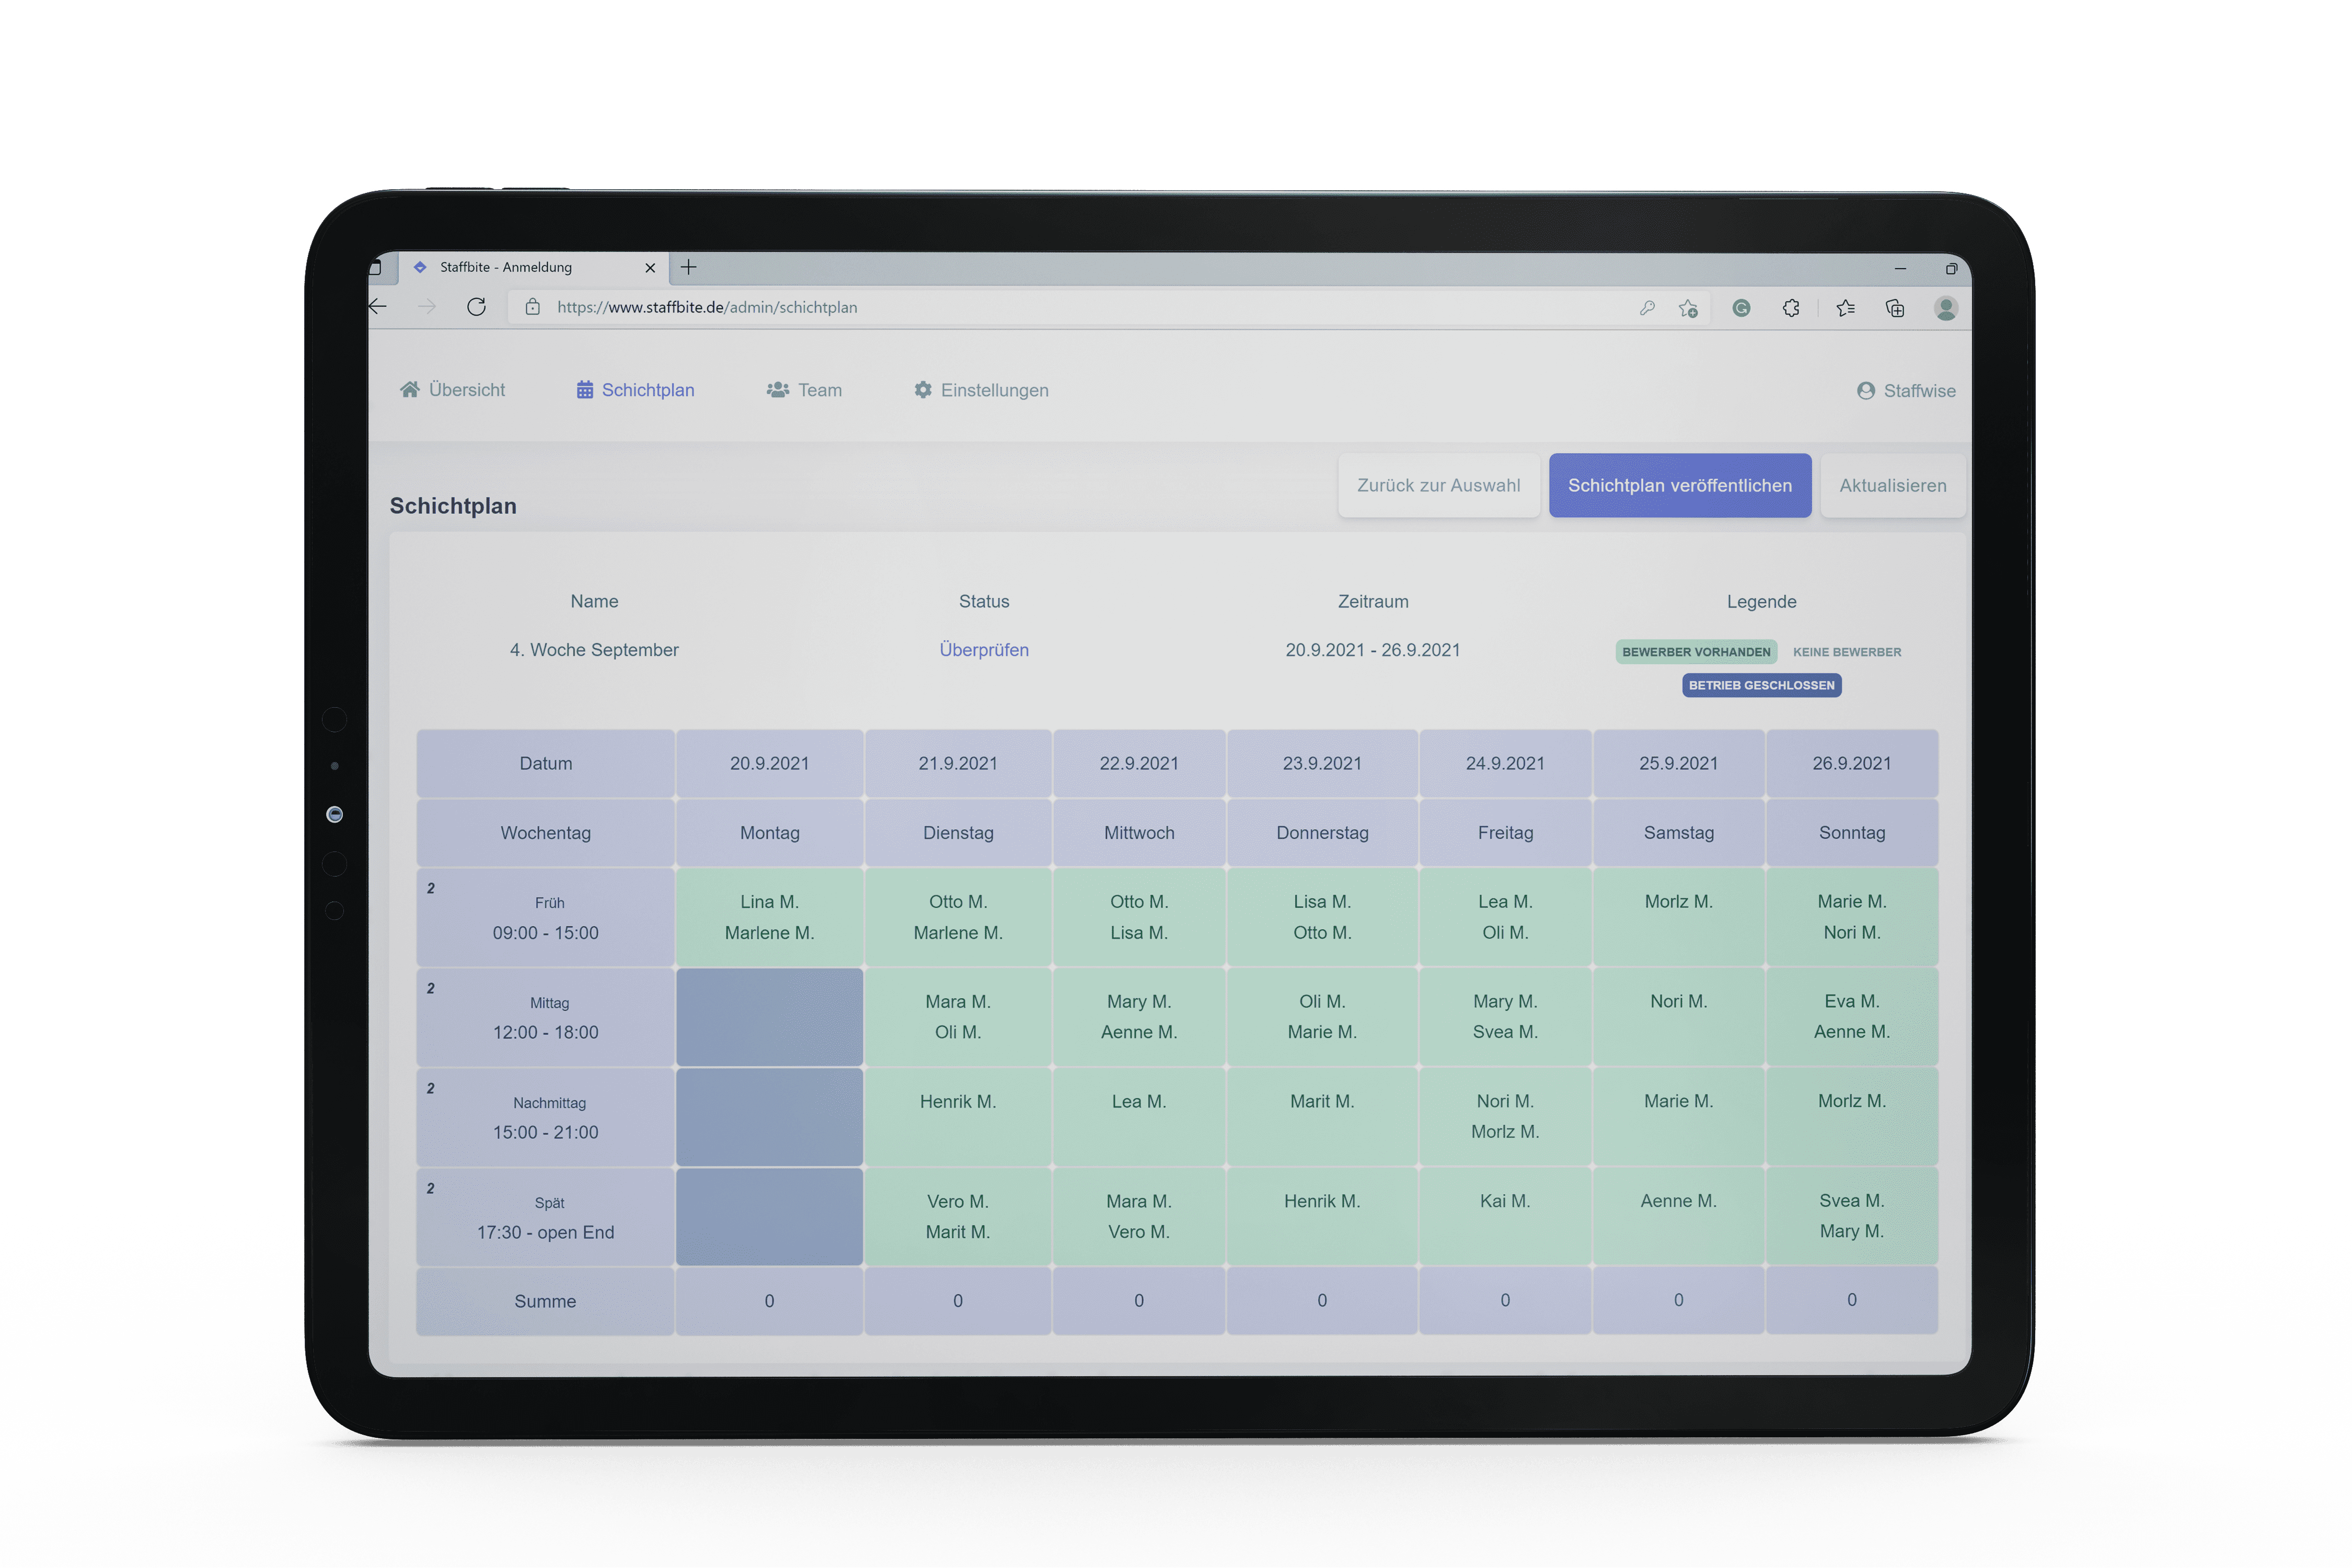 Staffbite - Anmeldung
https://www.staffbite.de/admin/schichtplan
Übersicht
Schichtplan
Team
Einstellungen
Staffwise
Schichtplan
Zurück zur Auswahl
Schichtplan veröffentlichen
Aktualisieren
Name Status Zeitraum Legende
4. Woche September Überprüfen 20.9.2021 - 26.9.2021 BEWERBER VORHANDEN KEINE BEWERBER
BETRIEB GESCHLOSSEN
Datum 20.9.2021 21.9.2021 22.9.2021 23.9.2021 24.9.2021 25.9.2021 26.9.2021
Wochentag Montag Dienstag Mittwoch Donnerstag Freitag Samstag Sonntag
2
Früh Lina M. Otto M. Otto M. Lisa M. Lea M. Morlz M. Marie M.
09:00 - 15:00 Marlene M. Marlene M. Lisa M. Otto M. Oli M. Nori M.
2
Mittag Mara M. Mary M. Oli M. Mary M. Nori M. Eva M.
12:00 - 18:00 Oli M. Aenne M. Marie M. Svea M. Aenne M.
2
Nachmittag Henrik M. Lea M. Marit M. Nori M. Marie M. Morlz M.
15:00 - 21:00 Morlz M.
2
Spät Vero M. Mara M. Henrik M. Kai M. Aenne M. Svea M.
17:30 - open End Marit M. Vero M. Mary M.
Summe 0 0 0 0 0 0 0